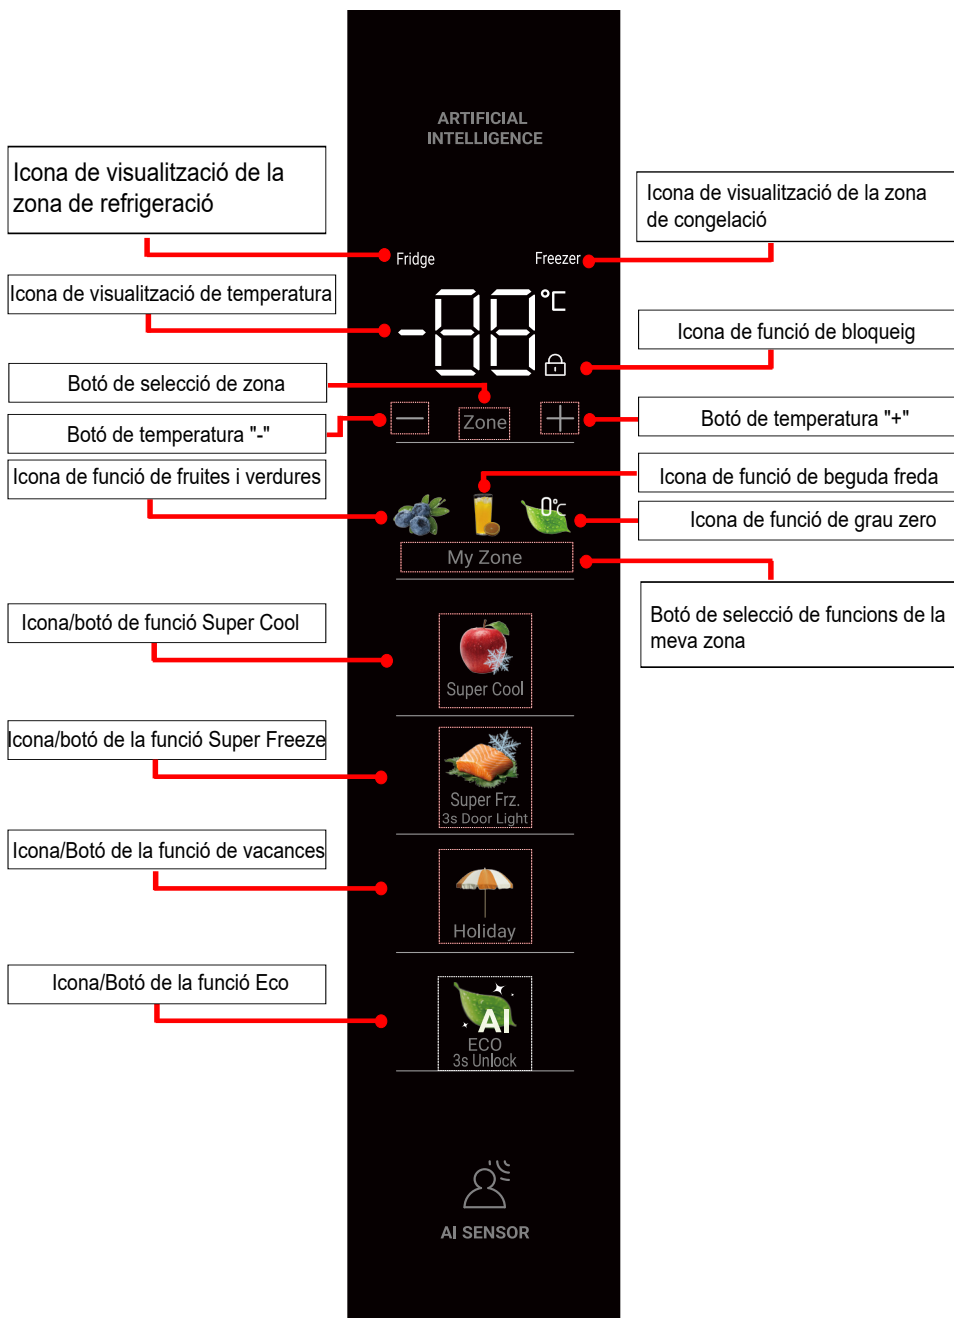 ARTIFICIAL
INTELLIGENCE
Icona de visualització de la
zona de refrigeració
Icona de visualització de la zona
de congelació
Fridge
Freezer
Icona de visualització de temperatura
-88°C
Icona de funció de bloqueig
Botó de selecció de zona
Botó de temperatura "-"
— Zone +
Botó de temperatura "+"
Icona de funció de fruites i verdures
Icona de funció de beguda freda
0°C
Icona de funció de grau zero
My Zone
Botó de selecció de funcions de la
meva zona
Icona/botó de funció Super Cool
Super Cool
Icona/botó de la funció Super Freeze
Super Frz.
3s Door Light
Icona/Botó de la funció de vacances
Holiday
Icona/Botó de la funció Eco
AI
ECO
3s Unlock
AI SENSOR